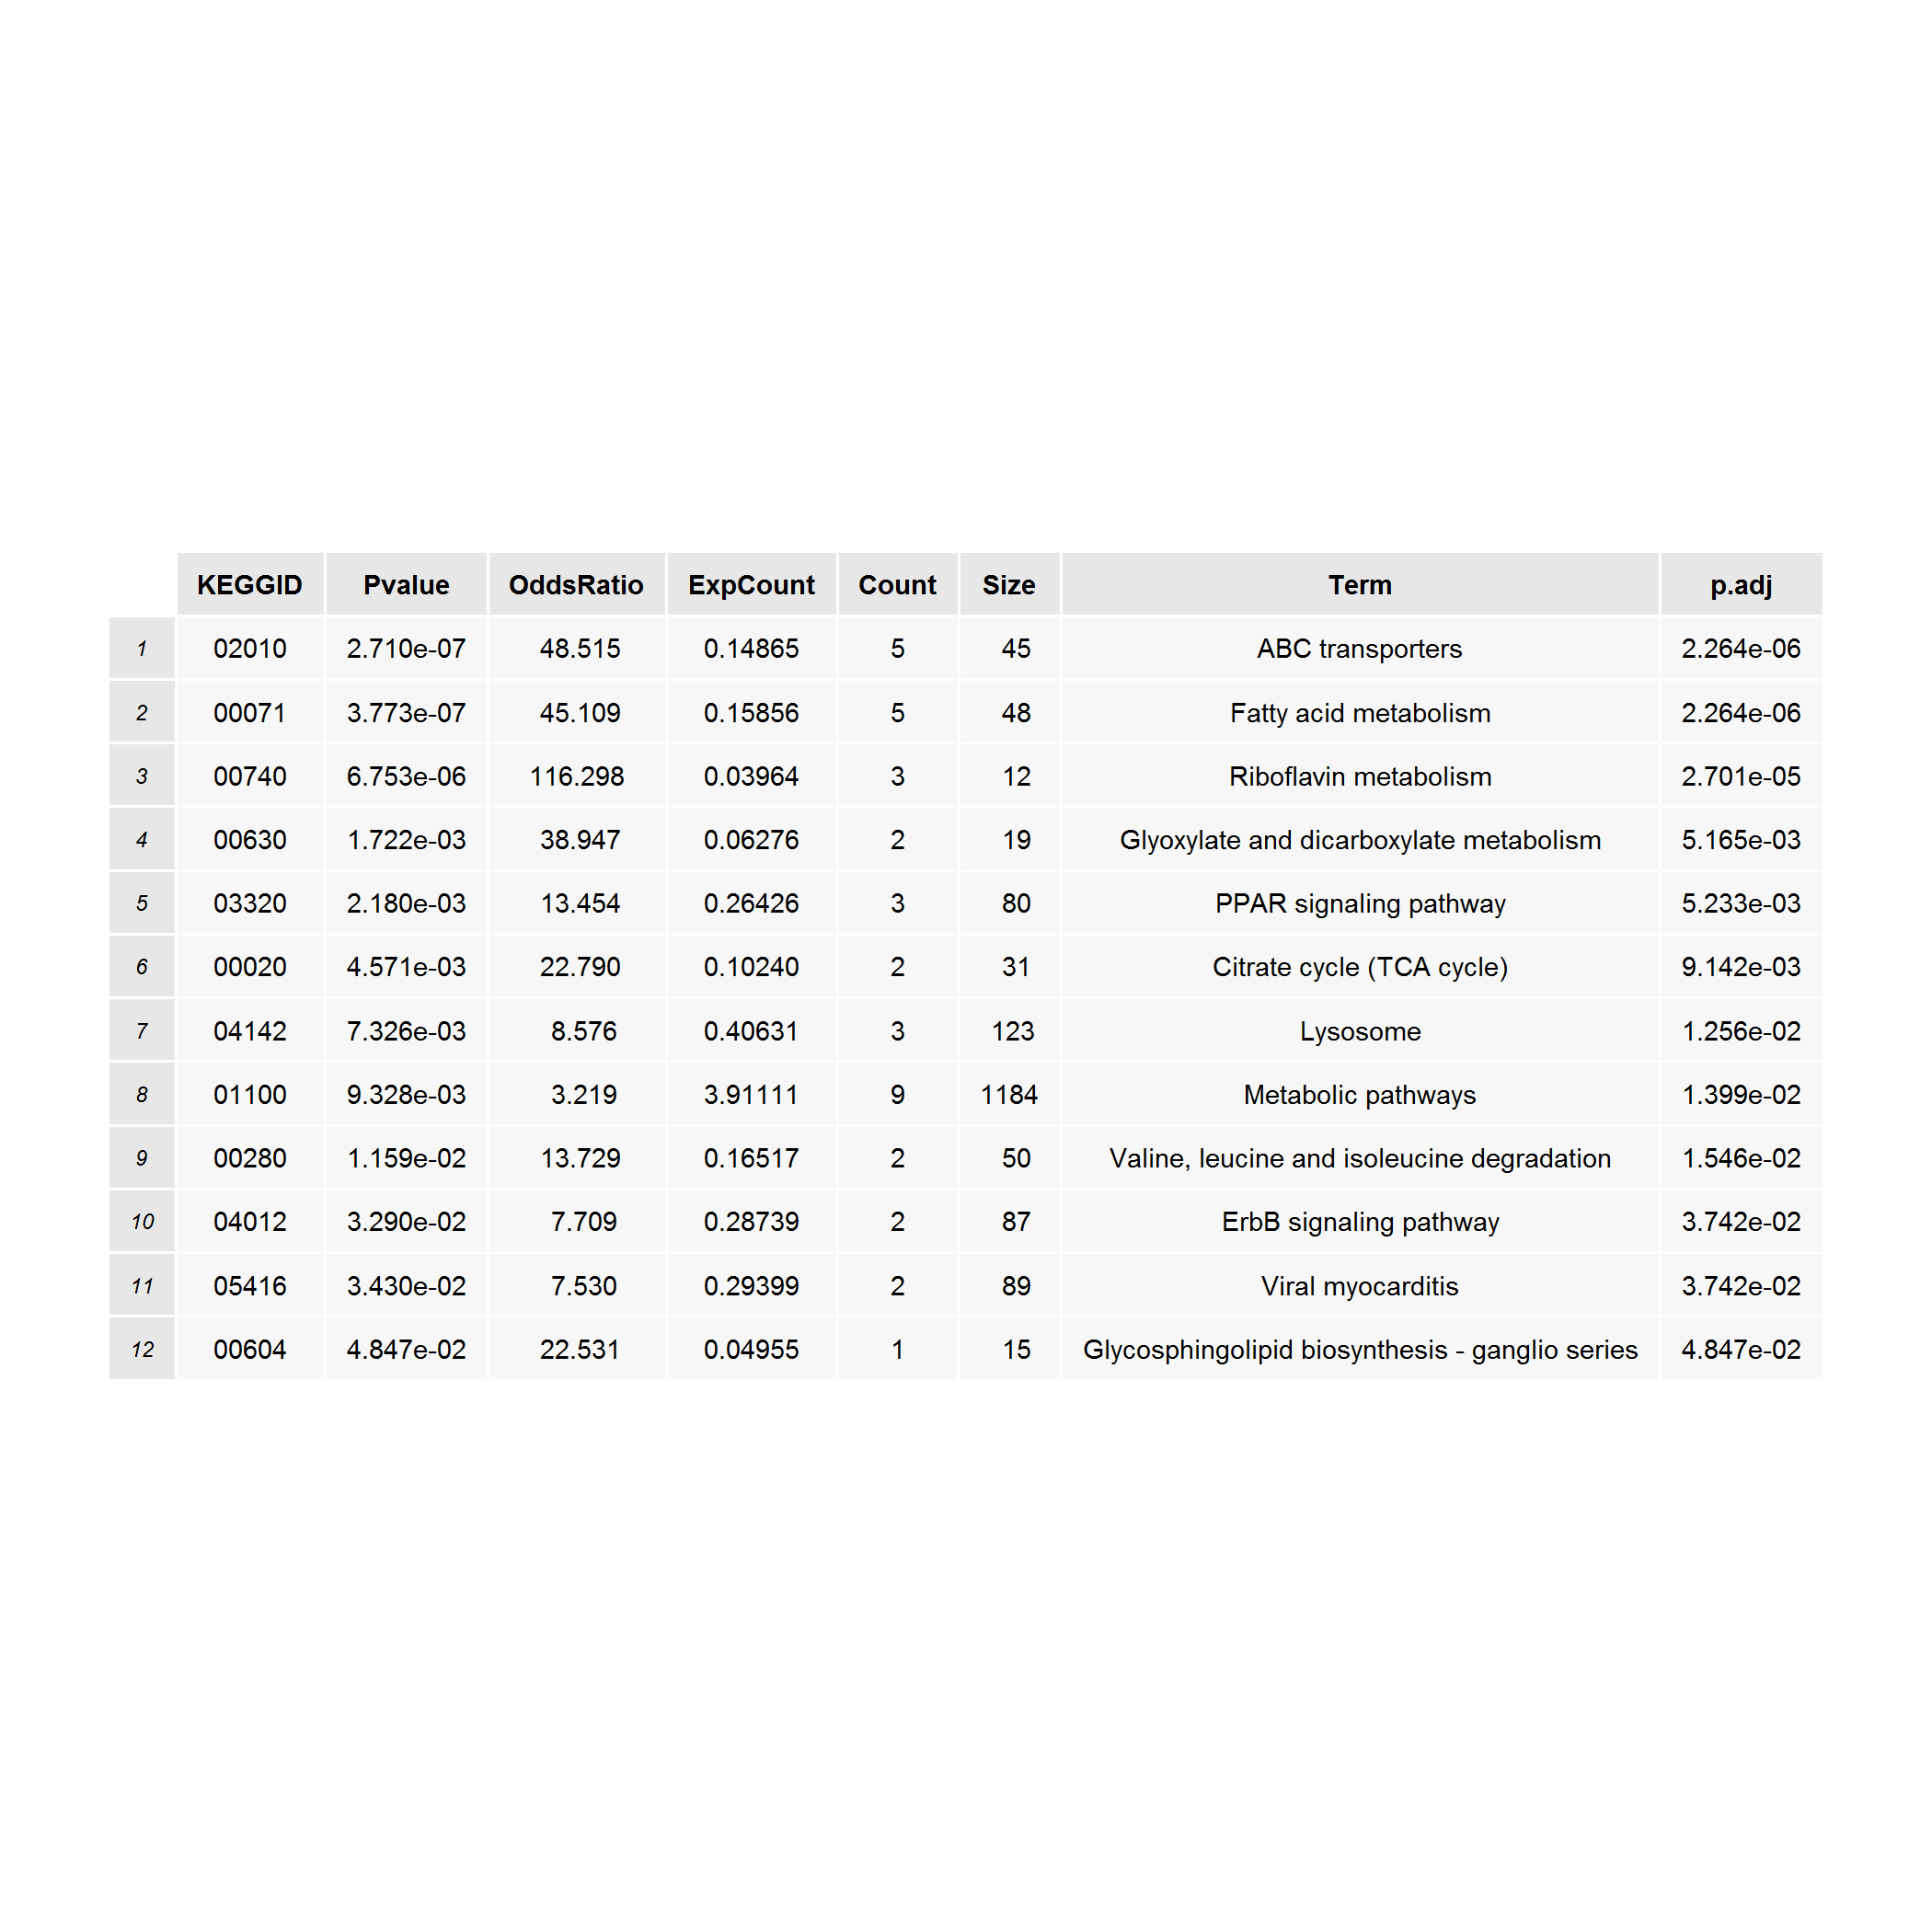 KEGGID Pvalue OddsRatio ExpCount Count Size Term p.adj
1 02010 2.710e-07 48.515 0.14865 5 45 ABC transporters 2.264e-06
2 00071 3.773e-07 45.109 0.15856 5 48 Fatty acid metabolism 2.264e-06
3 00740 6.753e-06 116.298 0.03964 3 12 Riboflavin metabolism 2.701e-05
4 00630 1.722e-03 38.947 0.06276 2 19 Glyoxylate and dicarboxylate metabolism 5.165e-03
5 03320 2.180e-03 13.454 0.26426 3 80 PPAR signaling pathway 5.233e-03
6 00020 4.571e-03 22.790 0.10240 2 31 Citrate cycle (TCA cycle) 9.142e-03
7 04142 7.326e-03 8.576 0.40631 3 123 Lysosome 1.256e-02
8 01100 9.328e-03 3.219 3.91111 9 1184 Metabolic pathways 1.399e-02
9 00280 1.159e-02 13.729 0.16517 2 50 Valine, leucine and isoleucine degradation 1.546e-02
10 04012 3.290e-02 7.709 0.28739 2 87 ErbB signaling pathway 3.742e-02
11 05416 3.430e-02 7.530 0.29399 2 89 Viral myocarditis 3.742e-02
12 00604 4.847e-02 22.531 0.04955 1 15 Glycosphingolipid biosynthesis - ganglio series 4.847e-02